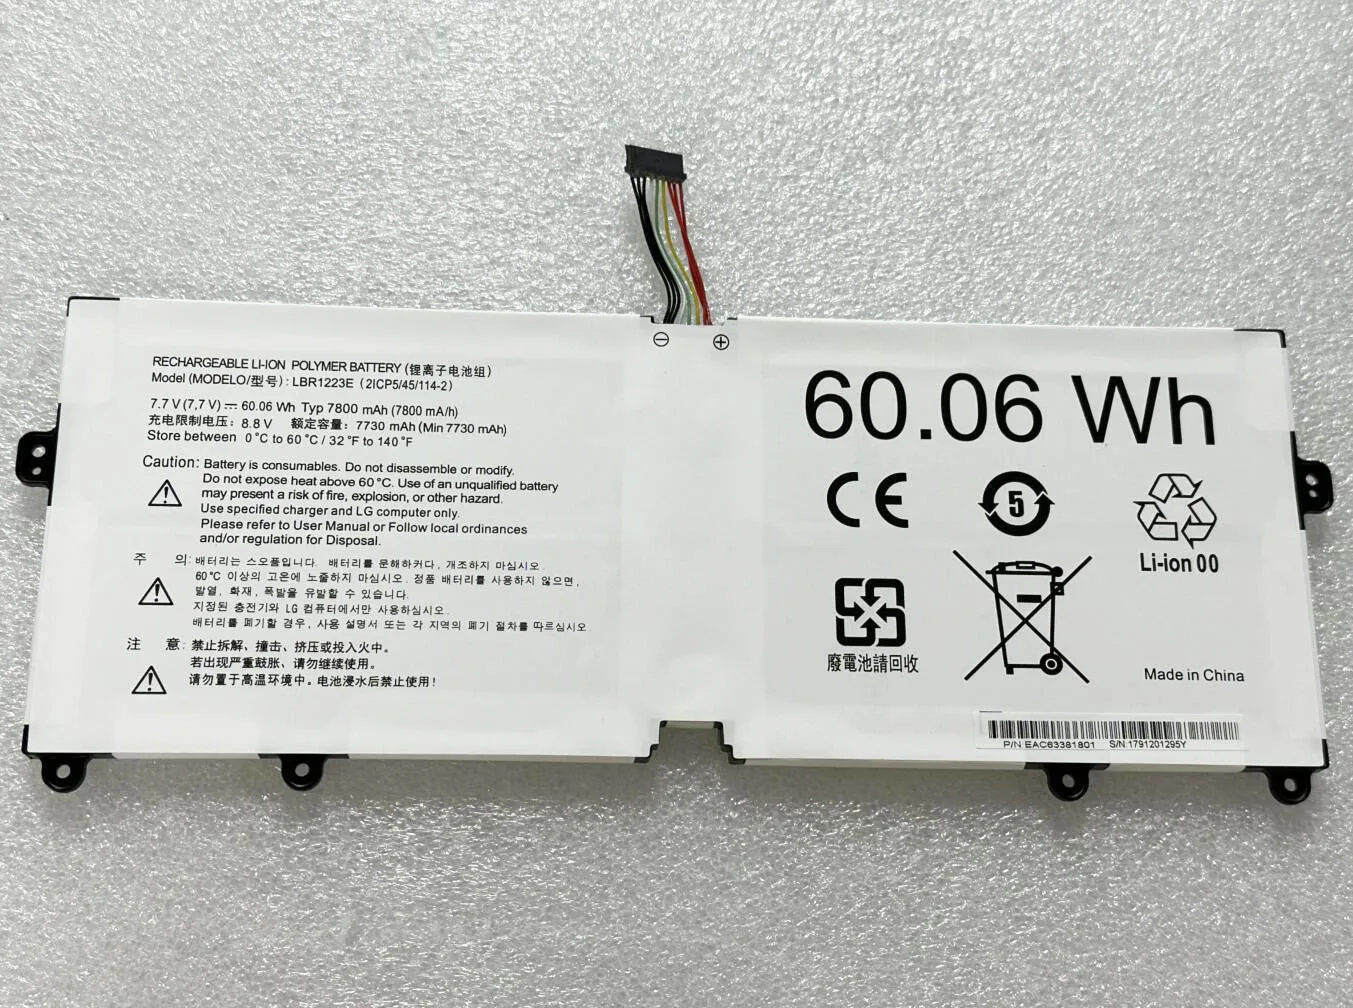 RECHARGEABLE LI-ION POLYMER BATTERY (锂离子电池组)
Model (MODELO/型号) : LBR1223E (2ICP5/45/114-2)
7.7 V (7,7 V) ⎓ 60.06 Wh Typ 7800 mAh (7800 mA/h)
充电限制电压: 8.8 V 额定容量: 7730 mAh (Min 7730 mAh)
Store between 0 °C to 60 °C / 32 °F to 140 °F
Caution: Battery is consumables. Do not disassemble or modify.
Do not expose heat above 60 °C. Use of an unqualified battery
may present a risk of fire, explosion, or other hazard.
Use specified charger and LG computer only.
Please refer to User Manual or Follow local ordinances
and/or regulation for Disposal.
주 의: 배터리는 스오품입니다. 배터리를 문해하커다, 개조하지 마심시오.
60 °C 이상의 고온에 노줄하지 마심시오. 정품 배터리를 사용하지 않으면,
발열, 화재, 폭발을 유발할 수 있습니다.
지정된 충전기와 LG 컴퓨터에서만 사용하심시오.
배터리를 폐기할 경우, 사용 설명서 또는 각 지역의 폐기 절차를 따르심시오.
注 意: 禁止拆解、撞击、挤压或投入火中。
若出现严重鼓胀、请勿继续使用。
请勿置于高温环境中。电池浸水后禁止使用!
− +
60.06 Wh
CE 5
Li-ion 00
廢電池請回收
Made in China
P/N:EAC63381801 S/N:1791201295Y